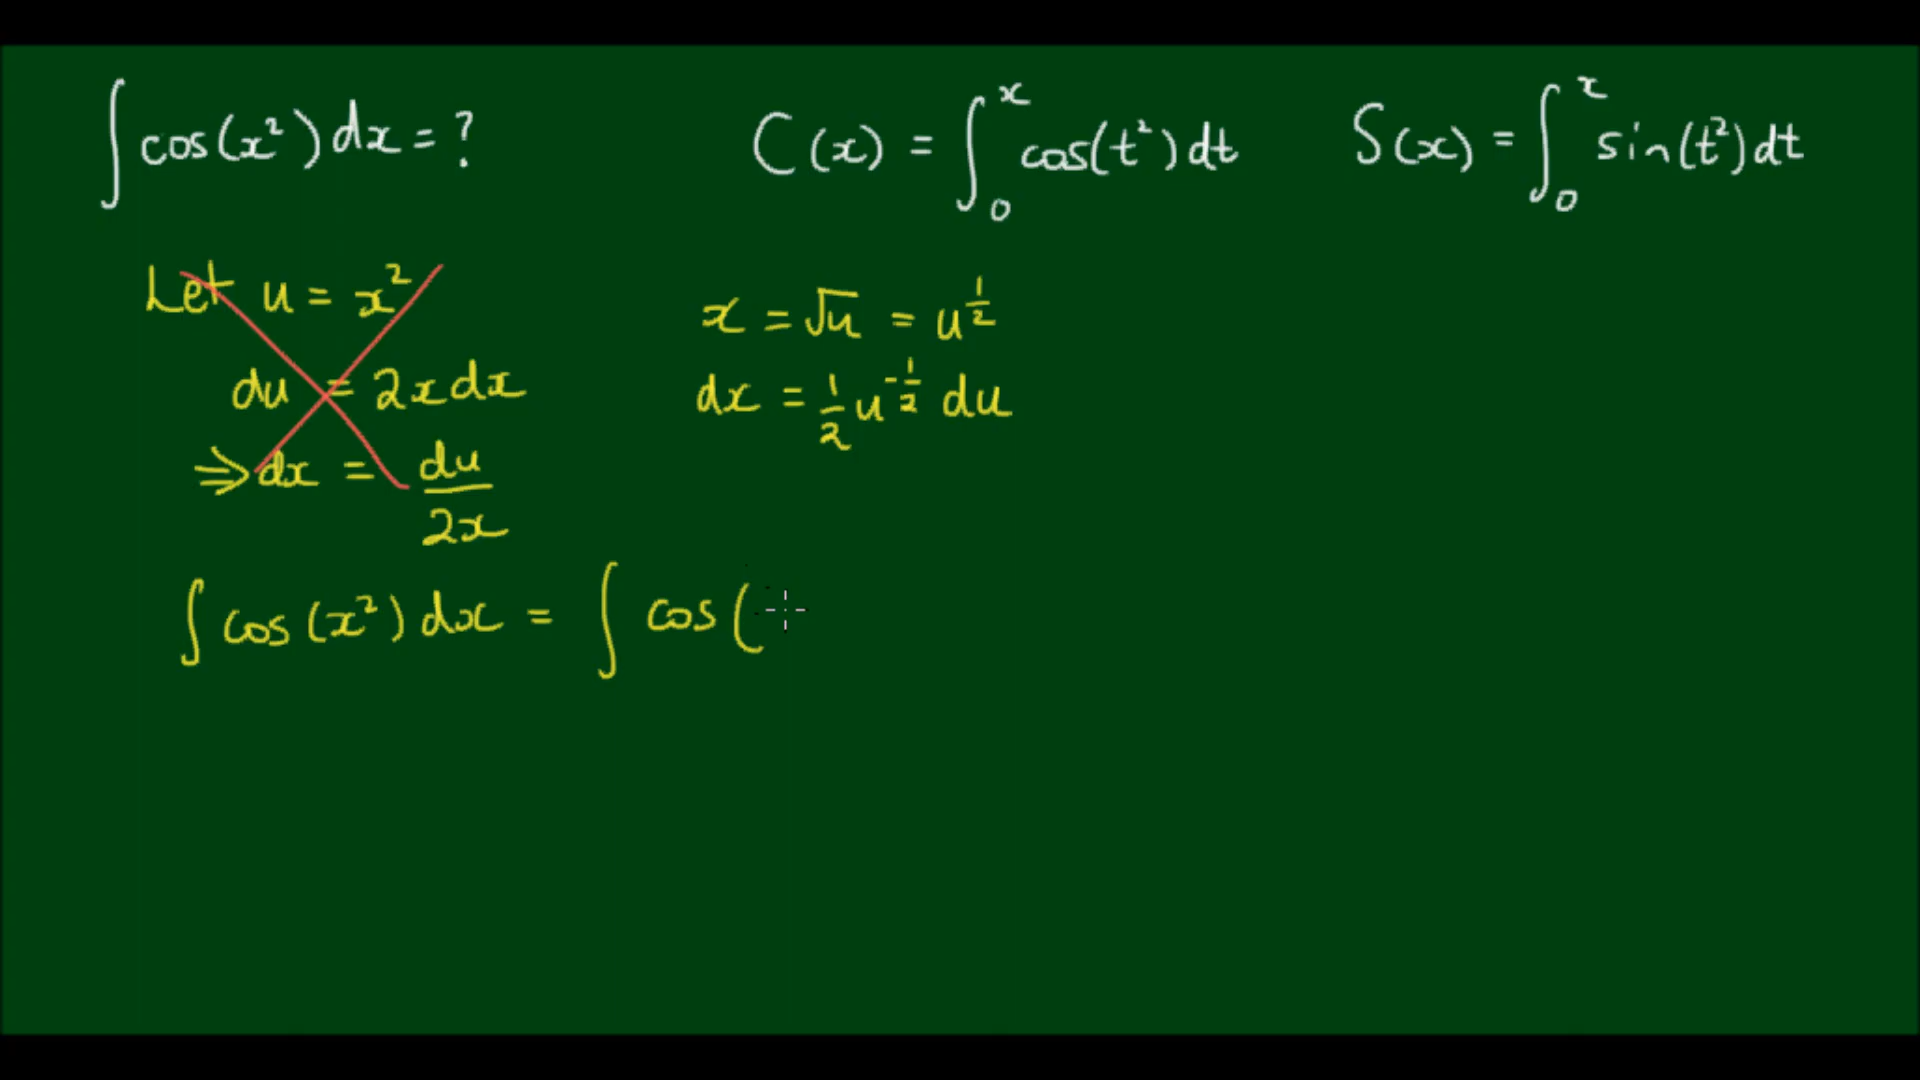 ∫ cos(x²) dx = ?
C(x) = ∫₀ˣ cos(t²) dt
S(x) = ∫₀ˣ sin(t²) dt
Let u = x²
du = 2x dx
⇒ dx = du/2x
x = √u = u^(1/2)
dx = 1/2 u^(-1/2) du
∫ cos(x²) dx = ∫ cos(